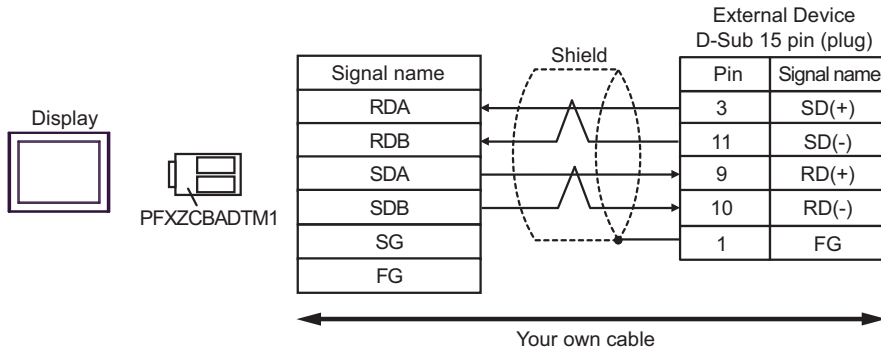 External Device
D-Sub 15 pin (plug)
Shield
Signal name
Pin Signal name
RDA
3 SD(+)
Display
RDB
11 SD(-)
SDA
9 RD(+)
PFXZCBADTM1
SDB
10 RD(-)
SG
1 FG
FG
Your own cable